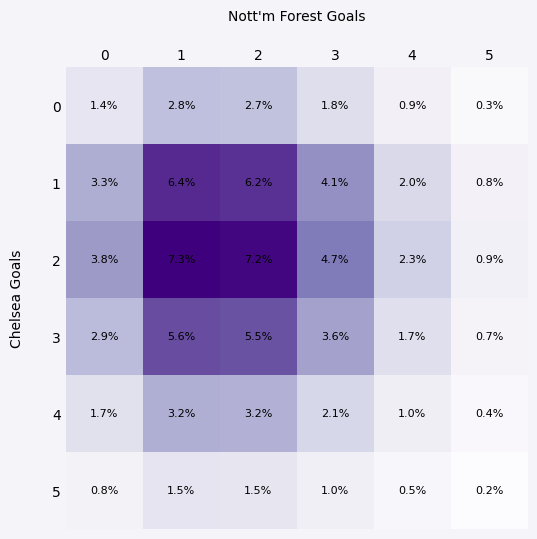 Nott'm Forest Goals
0 1 2 3 4 5
0 1.4% 2.8% 2.7% 1.8% 0.9% 0.3%
1 3.3% 6.4% 6.2% 4.1% 2.0% 0.8%
2 3.8% 7.3% 7.2% 4.7% 2.3% 0.9%
3 2.9% 5.6% 5.5% 3.6% 1.7% 0.7%
4 1.7% 3.2% 3.2% 2.1% 1.0% 0.4%
5 0.8% 1.5% 1.5% 1.0% 0.5% 0.2%
Chelsea Goals